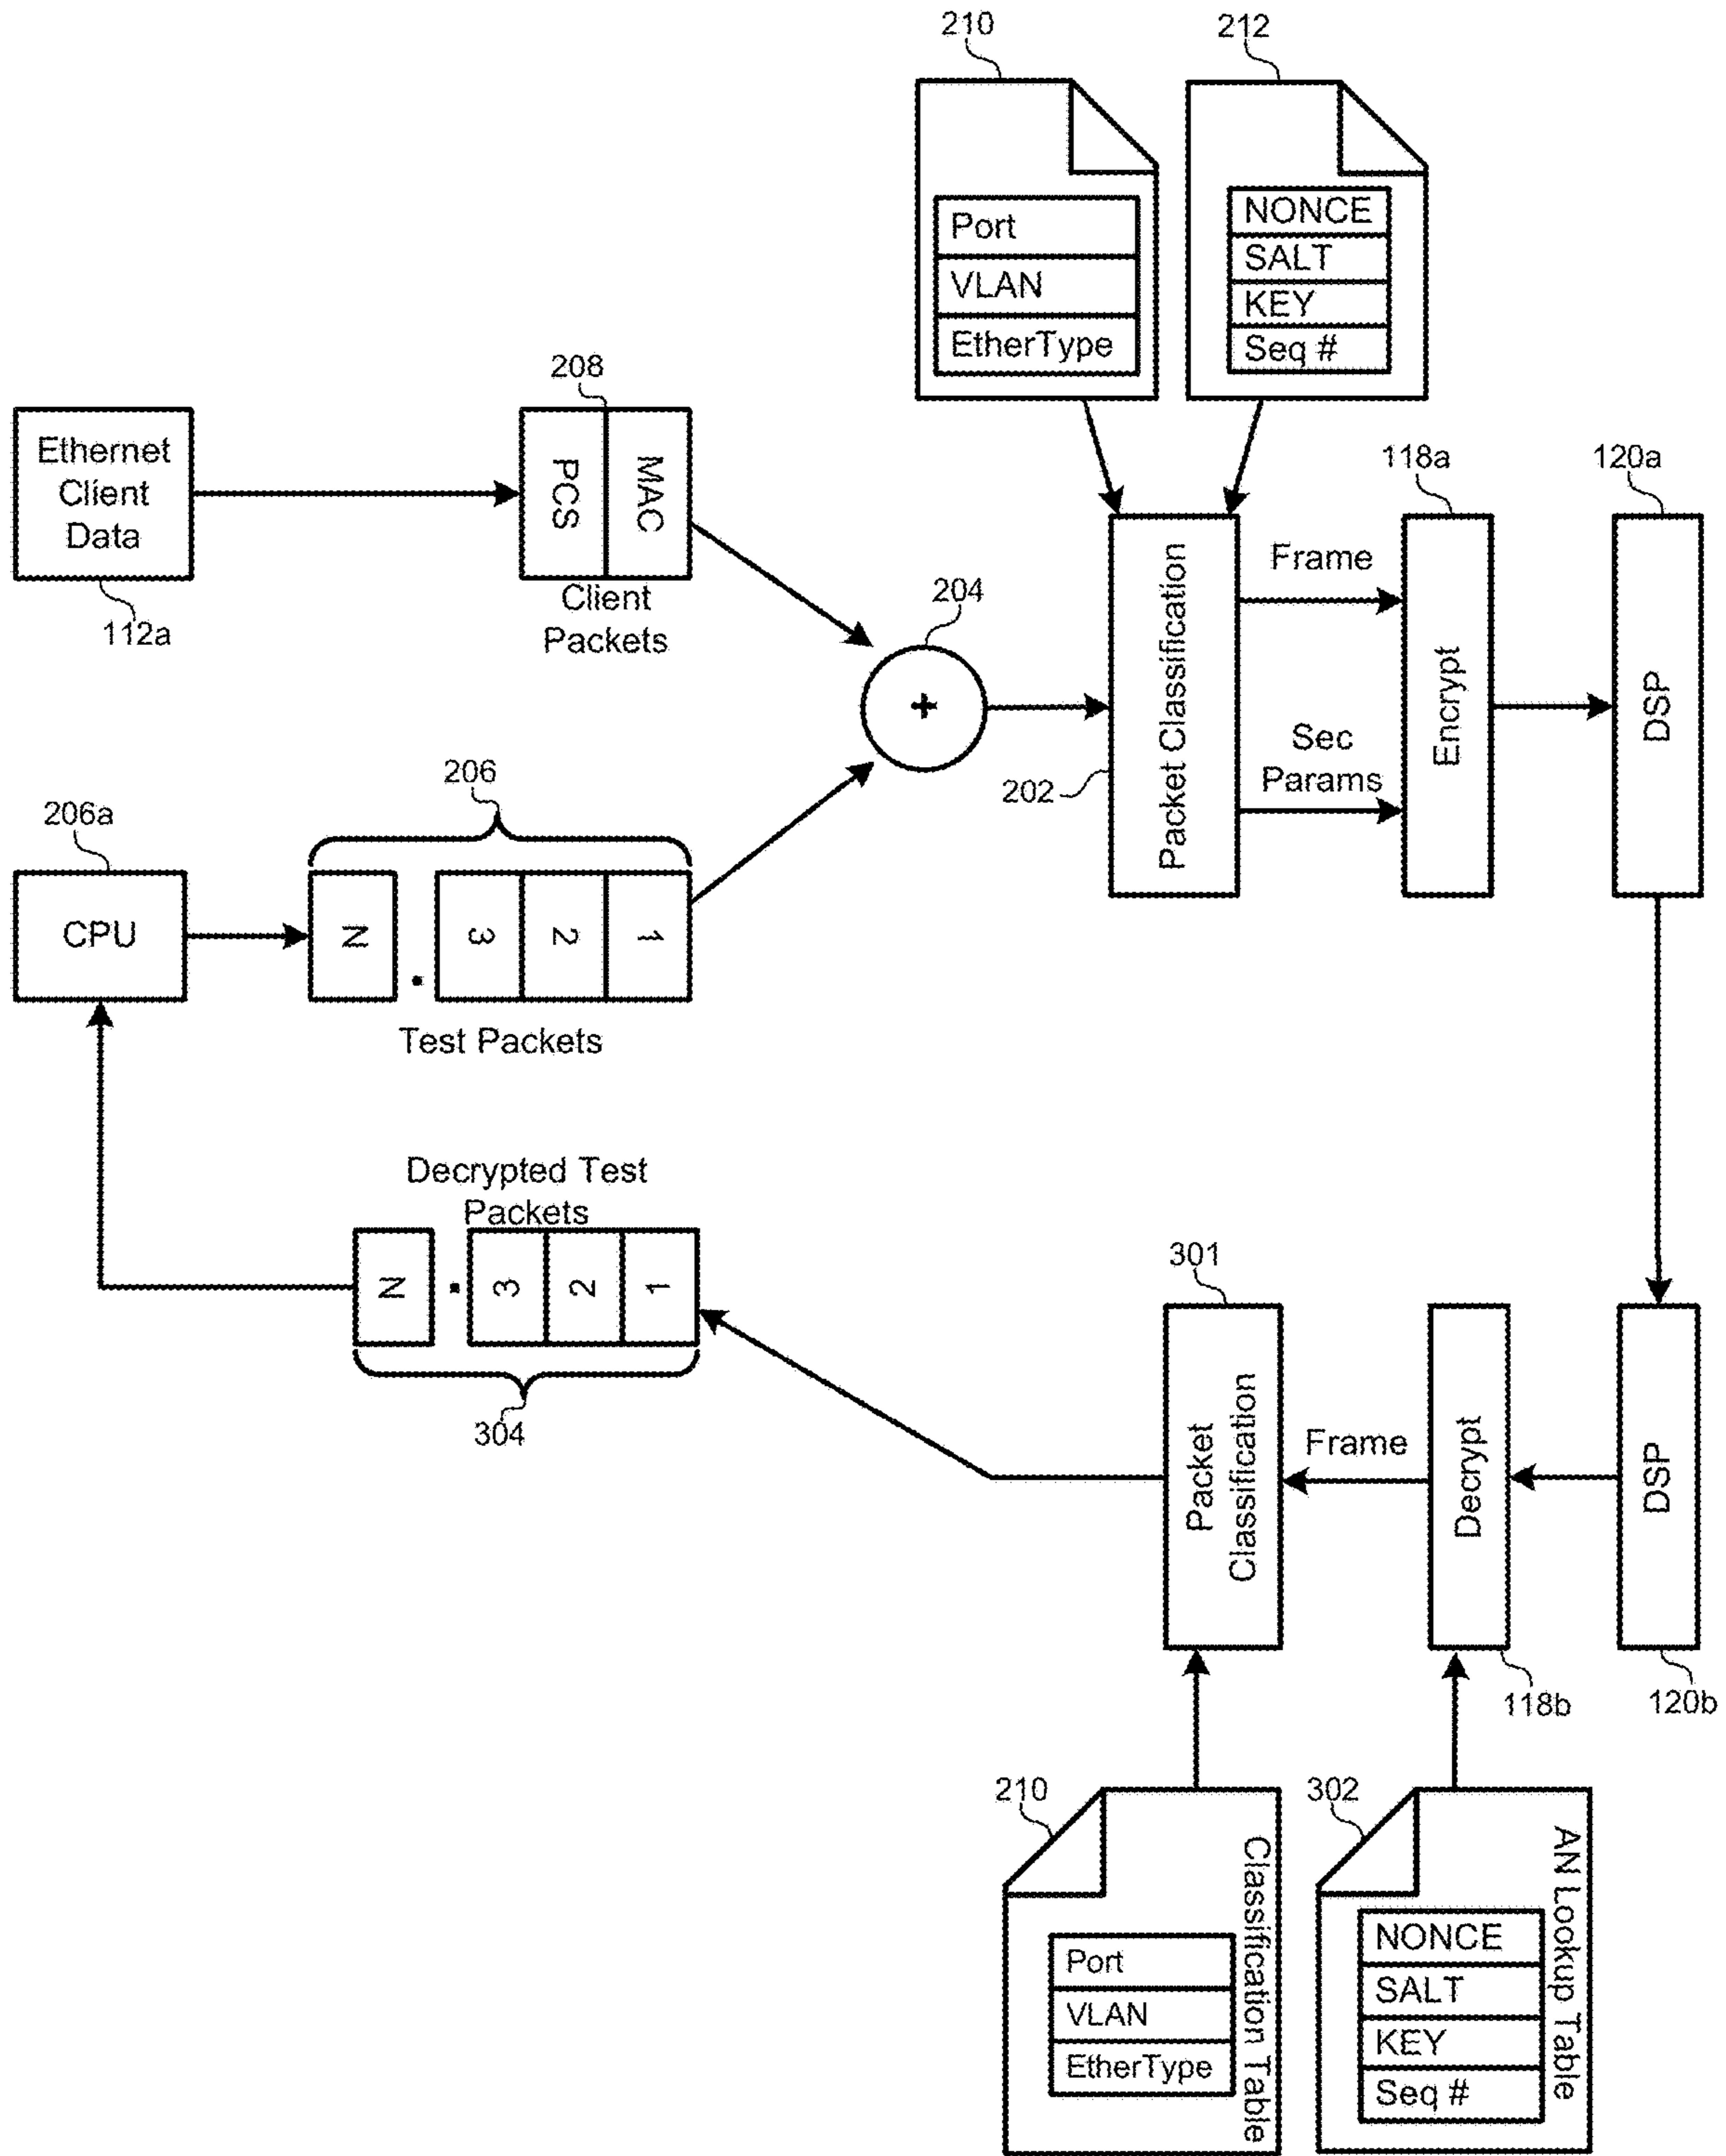 210
212
Port
VLAN
EtherType
NONCE
SALT
KEY
Seq #
208
Ethernet
Client
Data
112a
PCS
MAC
Client
Packets
204
+
118a
120a
Packet Classification
202
Frame
Sec
Params
Encrypt
DSP
206a
206
CPU
N
.
3
2
1
Test Packets
Decrypted Test
Packets
N
.
3
2
1
304
301
Packet
Classification
Frame
Decrypt
DSP
118b
120b
210
302
Classification Table
Port
VLAN
EtherType
AN Lookup Table
NONCE
SALT
KEY
Seq #